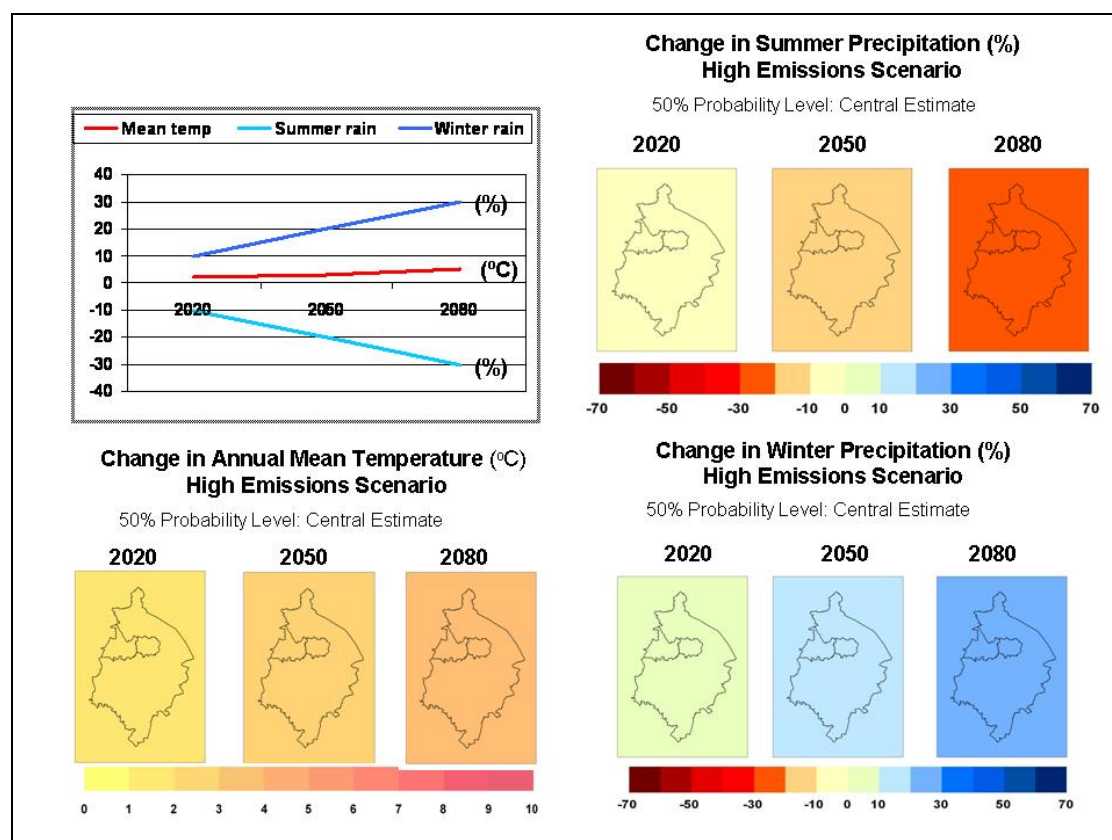 Mean temp Summer rain Winter rain
40
30
20
10
0
-10
-20
-30
-40
(%)
(ºC)
(%)
2020 2050 2080
Change in Summer Precipitation (%)
High Emissions Scenario
50% Probability Level: Central Estimate
2020 2050 2080
-70 -50 -30 -10 0 10 30 50 70
Change in Annual Mean Temperature (ºC)
High Emissions Scenario
50% Probability Level: Central Estimate
2020 2050 2080
0 1 2 3 4 5 6 7 8 9 10
Change in Winter Precipitation (%)
High Emissions Scenario
50% Probability Level: Central Estimate
2020 2050 2080
-70 -50 -30 -10 0 10 30 50 70